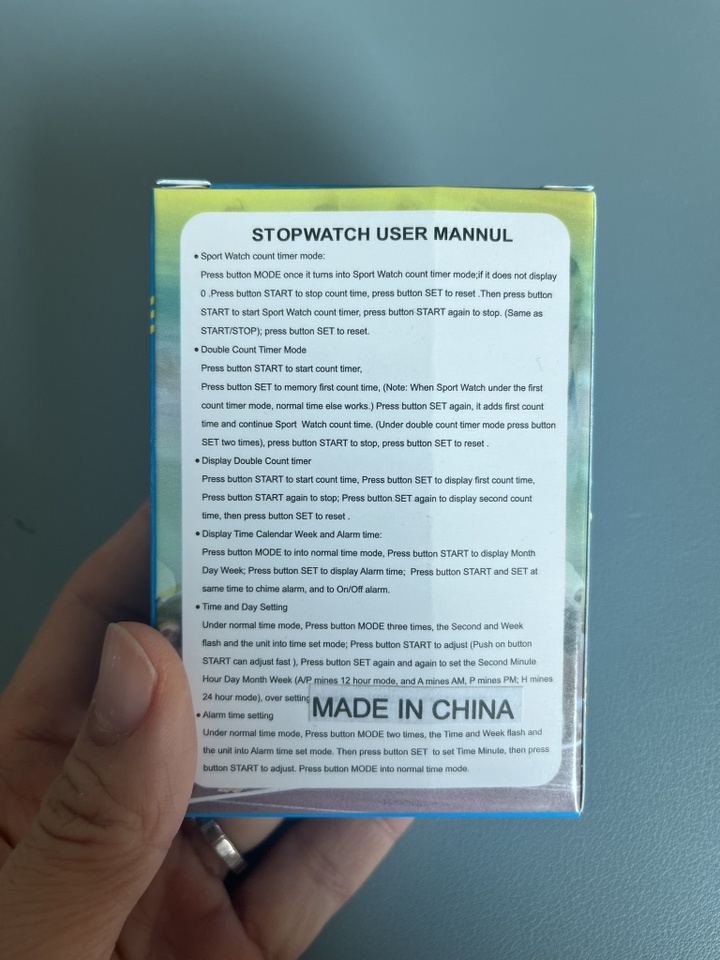 STOPWATCH USER MANNUL
● Sport Watch count timer mode:
Press button MODE once it turns into Sport Watch count timer mode;if it does not display
0 .Press button START to stop count time, press button SET to reset .Then press button
START to start Sport Watch count timer, press button START again to stop. (Same as
START/STOP); press button SET to reset.
● Double Count Timer Mode
Press button START to start count timer,
Press button SET to memory first count time, (Note: When Sport Watch under the first
count timer mode, normal time else works.) Press button SET again, it adds first count
time and continue Sport Watch count time. (Under double count timer mode press button
SET two times), press button START to stop, press button SET to reset .
● Display Double Count timer
Press button START to start count time, Press button SET to display first count time,
Press button START again to stop; Press button SET again to display second count
time, then press button SET to reset .
● Display Time Calendar Week and Alarm time:
Press button MODE to into normal time mode, Press button START to display Month
Day Week; Press button SET to display Alarm time; Press button START and SET at
same time to chime alarm, and to On/Off alarm.
● Time and Day Setting
Under normal time mode, Press button MODE three times, the Second and Week
flash and the unit into time set mode; Press button START to adjust (Push on button
START can adjust fast ), Press button SET again and again to set the Second Minute
Hour Day Month Week (A/P mines 12 hour mode, and A mines AM, P mines PM; H mines
24 hour mode), over setting
MADE IN CHINA
● Alarm time setting
Under normal time mode, Press button MODE two times, the Time and Week flash and
the unit into Alarm time set mode. Then press button SET to set Time Minute, then press
button START to adjust. Press button MODE into normal time mode.